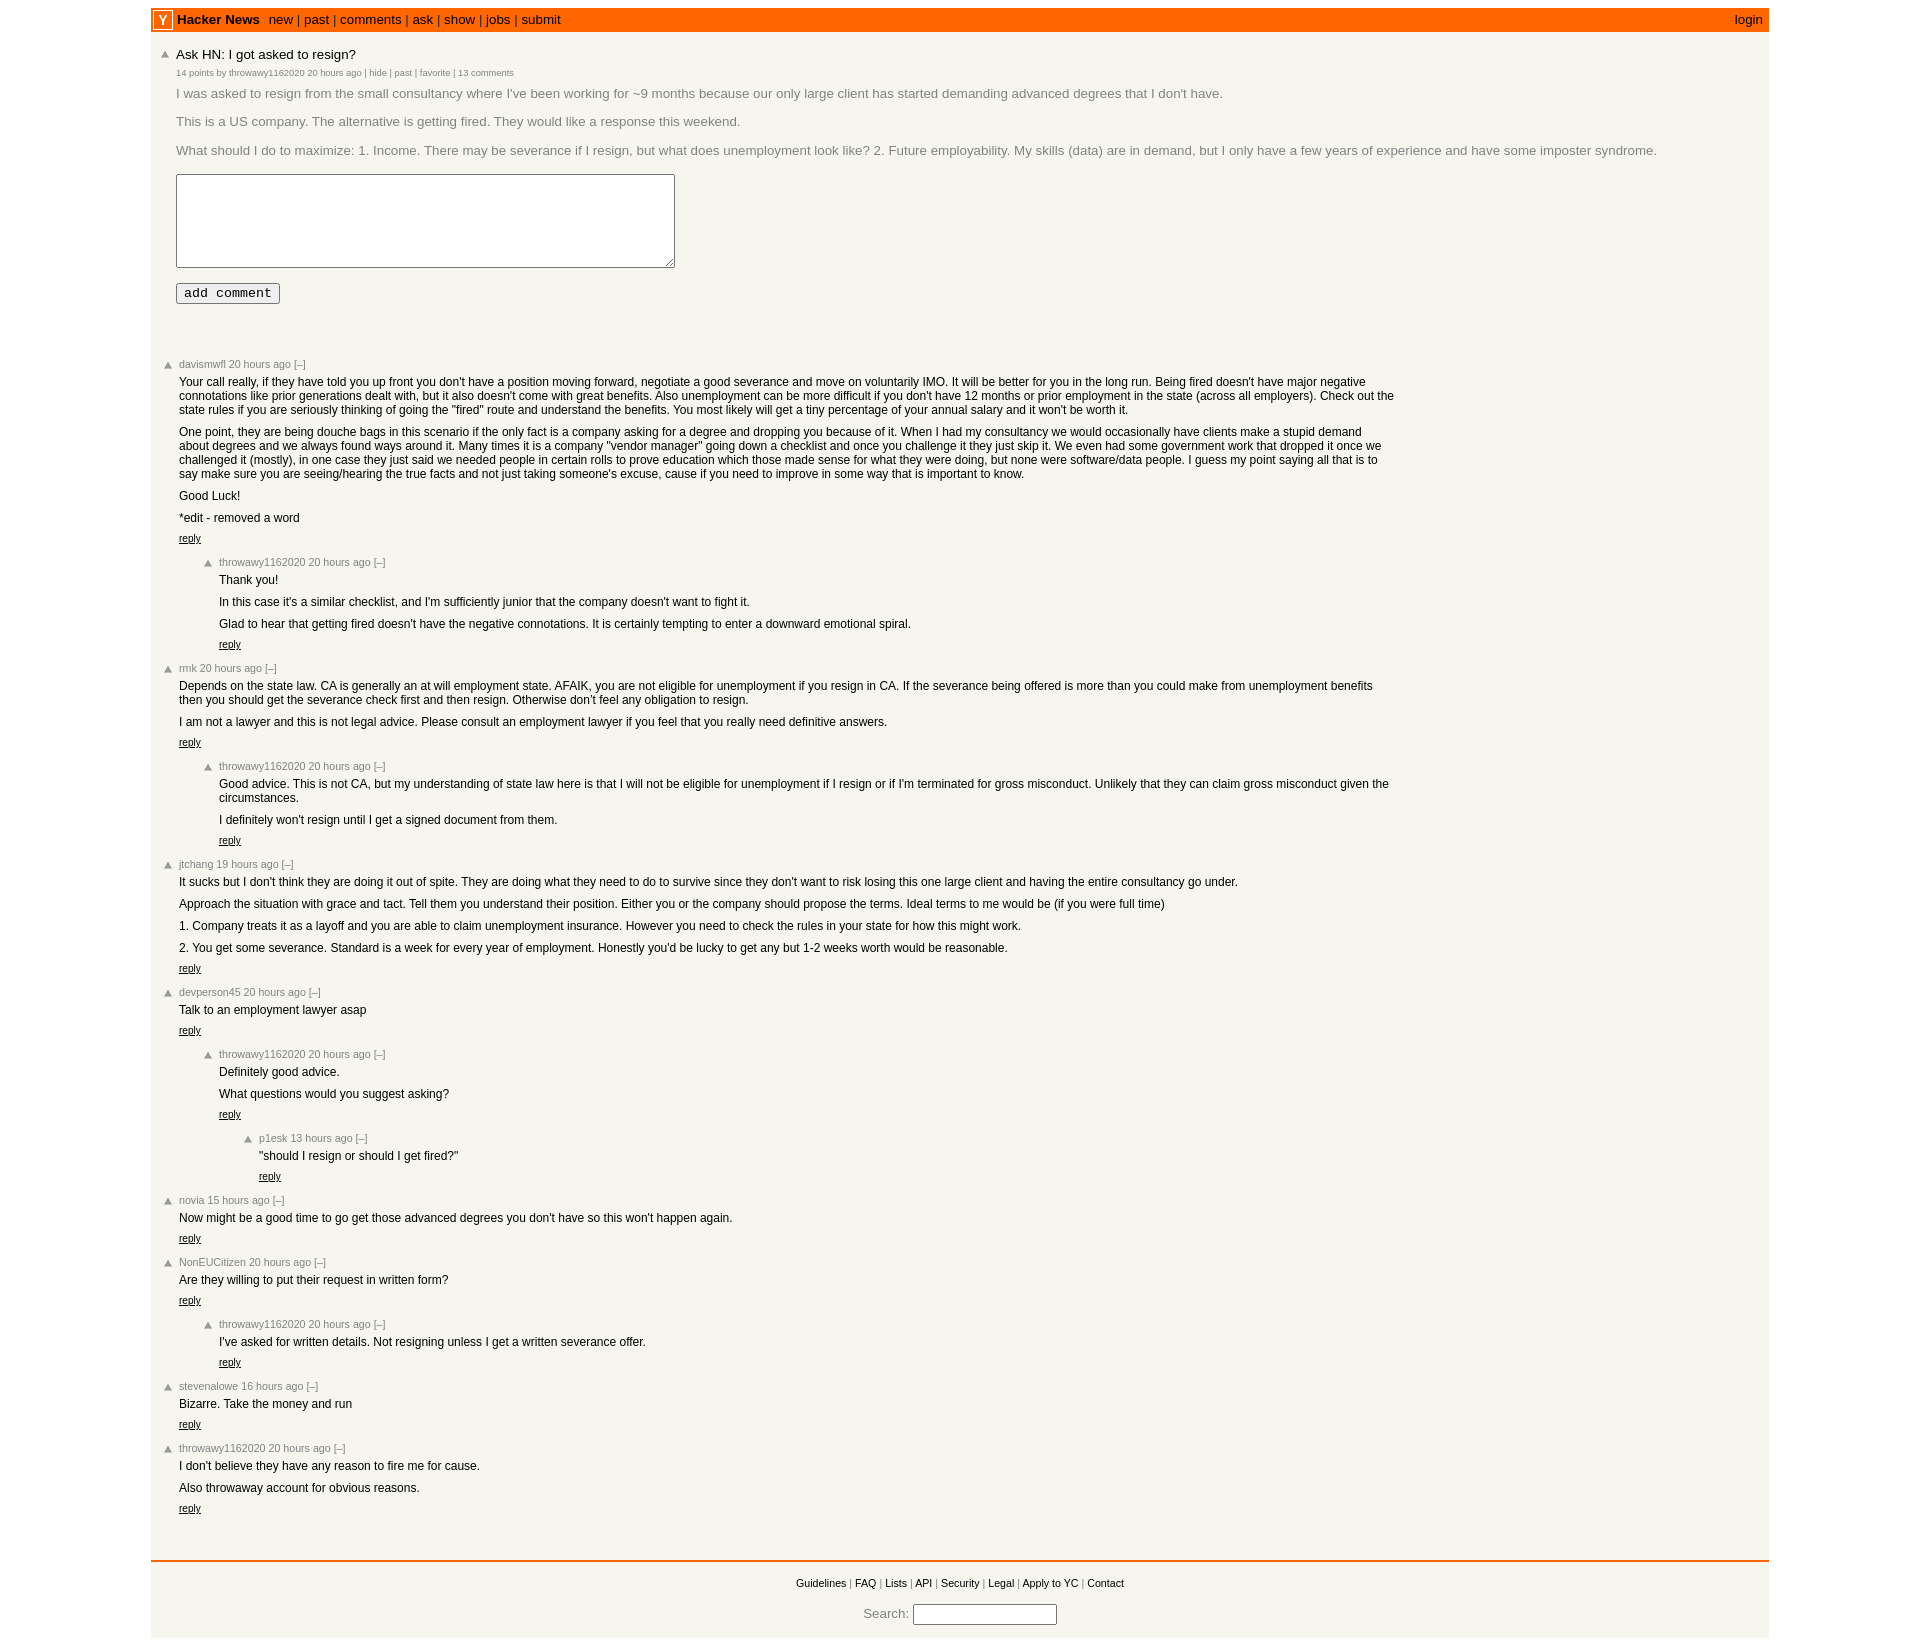 Y Hacker News new | past | comments | ask | show | jobs | submit login
Ask HN: I got asked to resign?
14 points by throwawy1162020 20 hours ago | hide | past | favorite | 13 comments
I was asked to resign from the small consultancy where I've been working for ~9 months because our only large client has started demanding advanced degrees that I don't have.
This is a US company. The alternative is getting fired. They would like a response this weekend.
What should I do to maximize: 1. Income. There may be severance if I resign, but what does unemployment look like? 2. Future employability. My skills (data) are in demand, but I only have a few years of experience and have some imposter syndrome.
add comment
davismwfl 20 hours ago [–]
Your call really, if they have told you up front you don't have a position moving forward, negotiate a good severance and move on voluntarily IMO. It will be better for you in the long run. Being fired doesn't have major negative
connotations like prior generations dealt with, but it also doesn't come with great benefits. Also unemployment can be more difficult if you don't have 12 months or prior employment in the state (across all employers). Check out the
state rules if you are seriously thinking of going the "fired" route and understand the benefits. You most likely will get a tiny percentage of your annual salary and it won't be worth it.
One point, they are being douche bags in this scenario if the only fact is a company asking for a degree and dropping you because of it. When I had my consultancy we would occasionally have clients make a stupid demand
about degrees and we always found ways around it. Many times it is a company "vendor manager" going down a checklist and once you challenge it they just skip it. We even had some government work that dropped it once we
challenged it (mostly), in one case they just said we needed people in certain rolls to prove education which those made sense for what they were doing, but none were software/data people. I guess my point saying all that is to
say make sure you are seeing/hearing the true facts and not just taking someone's excuse, cause if you need to improve in some way that is important to know.
Good Luck!
*edit - removed a word
reply
throwawy1162020 20 hours ago [–]
Thank you!
In this case it's a similar checklist, and I'm sufficiently junior that the company doesn't want to fight it.
Glad to hear that getting fired doesn't have the negative connotations. It is certainly tempting to enter a downward emotional spiral.
reply
rmk 20 hours ago [–]
Depends on the state law. CA is generally an at will employment state. AFAIK, you are not eligible for unemployment if you resign in CA. If the severance being offered is more than you could make from unemployment benefits
then you should get the severance check first and then resign. Otherwise don't feel any obligation to resign.
I am not a lawyer and this is not legal advice. Please consult an employment lawyer if you feel that you really need definitive answers.
reply
throwawy1162020 20 hours ago [–]
Good advice. This is not CA, but my understanding of state law here is that I will not be eligible for unemployment if I resign or if I'm terminated for gross misconduct. Unlikely that they can claim gross misconduct given the
circumstances.
I definitely won't resign until I get a signed document from them.
reply
jtchang 19 hours ago [–]
It sucks but I don't think they are doing it out of spite. They are doing what they need to do to survive since they don't want to risk losing this one large client and having the entire consultancy go under.
Approach the situation with grace and tact. Tell them you understand their position. Either you or the company should propose the terms. Ideal terms to me would be (if you were full time)
1. Company treats it as a layoff and you are able to claim unemployment insurance. However you need to check the rules in your state for how this might work.
2. You get some severance. Standard is a week for every year of employment. Honestly you'd be lucky to get any but 1-2 weeks worth would be reasonable.
reply
devperson45 20 hours ago [–]
Talk to an employment lawyer asap
reply
throwawy1162020 20 hours ago [–]
Definitely good advice.
What questions would you suggest asking?
reply
p1esk 13 hours ago [–]
"should I resign or should I get fired?"
reply
novia 15 hours ago [–]
Now might be a good time to go get those advanced degrees you don't have so this won't happen again.
reply
NonEUCitizen 20 hours ago [–]
Are they willing to put their request in written form?
reply
throwawy1162020 20 hours ago [–]
I've asked for written details. Not resigning unless I get a written severance offer.
reply
stevenalowe 16 hours ago [–]
Bizarre. Take the money and run
reply
throwawy1162020 20 hours ago [–]
I don't believe they have any reason to fire me for cause.
Also throwaway account for obvious reasons.
reply
Guidelines | FAQ | Lists | API | Security | Legal | Apply to YC | Contact
Search: